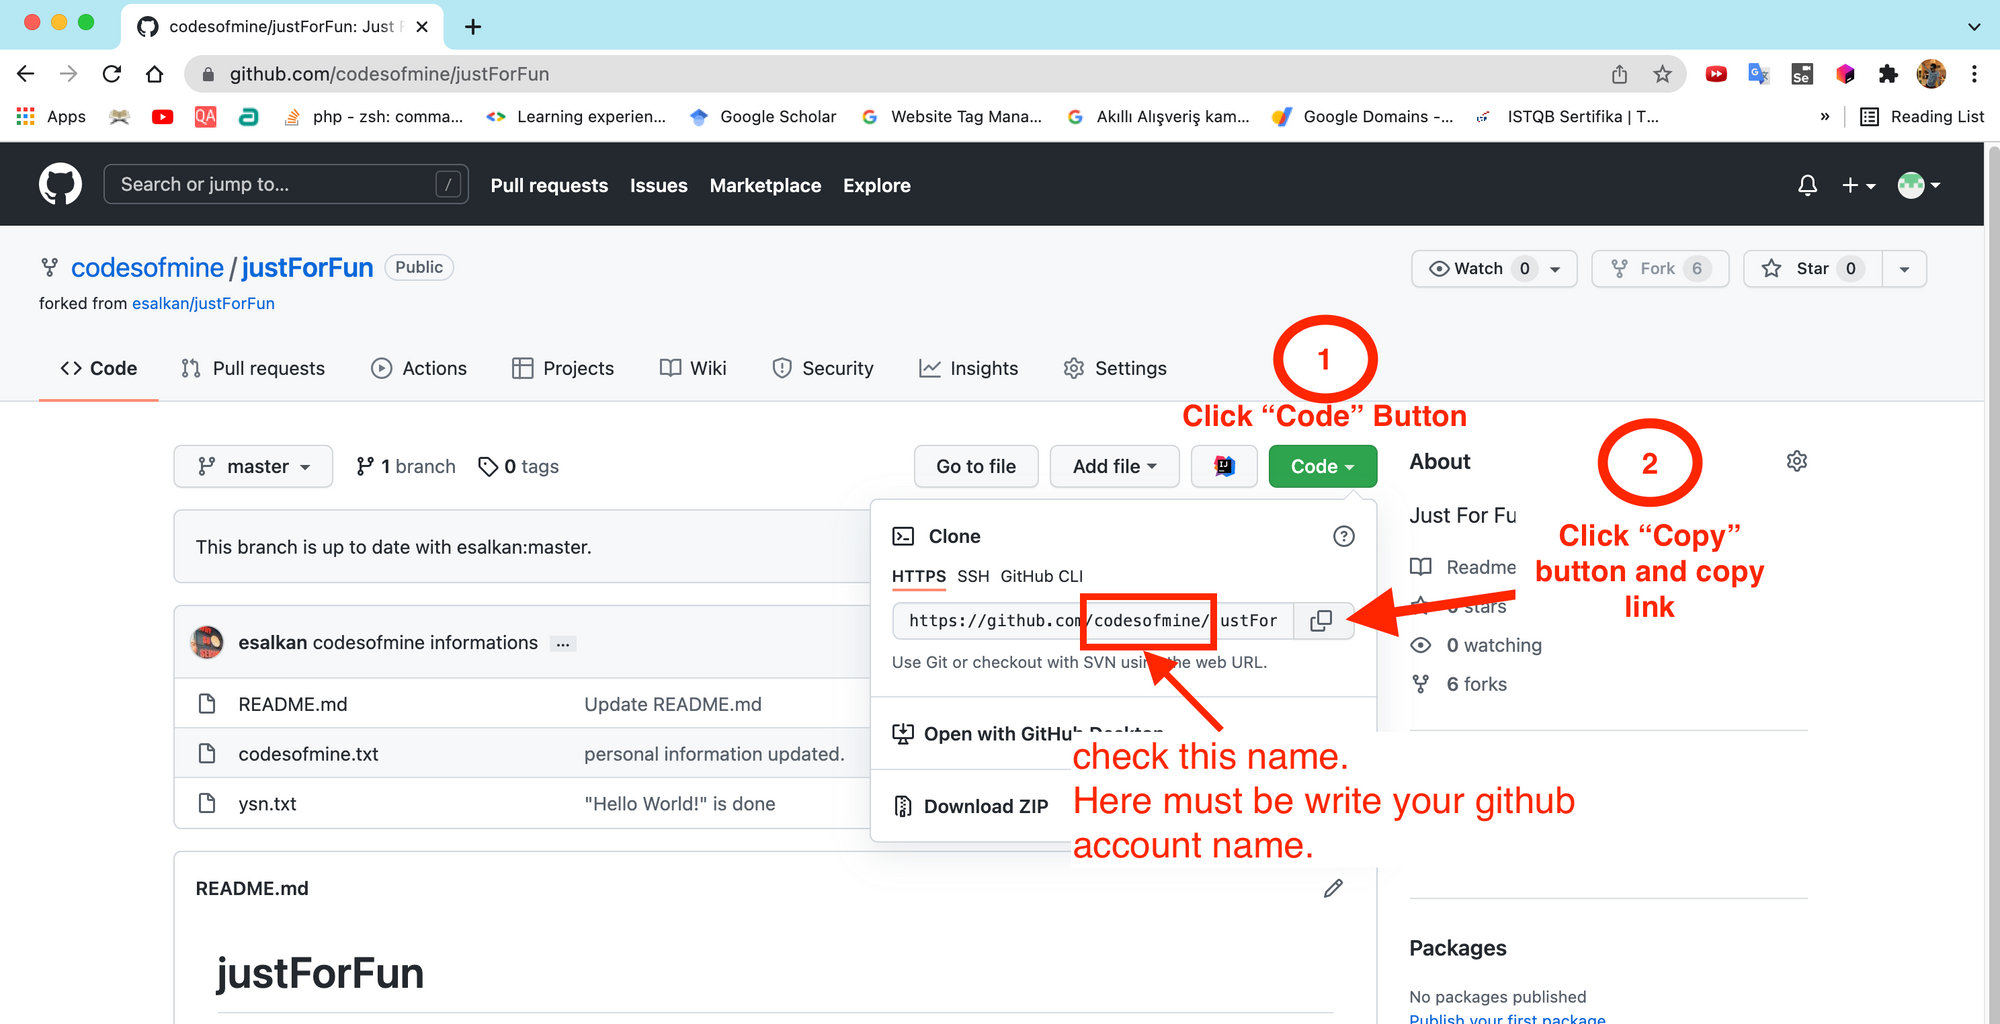 codesofmine/justForFun: Just
github.com/codesofmine/justForFun
Apps
QA
php - zsh: comma...
Learning experien...
Google Scholar
Website Tag Mana...
Akıllı Alışveriş kam...
Google Domains -...
ISTQB Sertifika | T...
»
Reading List
Se
Search or jump to...
/
Pull requests
Issues
Marketplace
Explore
codesofmine / justForFun
Public
Watch 0
Fork 6
Star 0
forked from esalkan/justForFun
Code
Pull requests
Actions
Projects
Wiki
Security
Insights
Settings
1
Click “Code” Button
master
1 branch
0 tags
Go to file
Add file
IJ
Code
About
2
Click “Copy”
button and copy
link
Just For Fu
Readme
stars
0 watching
6 forks
This branch is up to date with esalkan:master.
Clone
HTTPS
SSH
GitHub CLI
https://github.com/codesofmine/justFor
Use Git or checkout with SVN using the web URL.
Open with GitHub Desktop
Download ZIP
check this name.
Here must be write your github
account name.
esalkan codesofmine informations ...
README.md
Update README.md
codesofmine.txt
personal information updated.
ysn.txt
"Hello World!" is done
README.md
justForFun
Packages
No packages published
Publish your first package